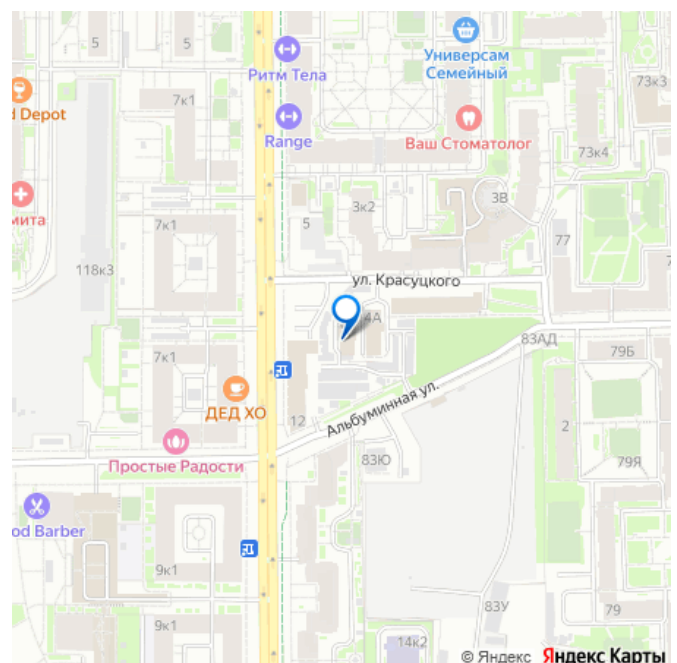 5
5
Универсам
Семейный
Ритм Тела
73к3
d Depot
7к1
Range
Ваш Стоматолог
73к4
мита
3к2
3В
7к1
5
77
118к3
ул. Красуцкого
4А
7к1
83АД
79Б
ДЕД ХО
12
Альбуминная ул.
2
Простые Радости
83Ю
79Я
od Barber
9к1
83У
79
9к1
14к2
© Яндекс Яндекс Карты